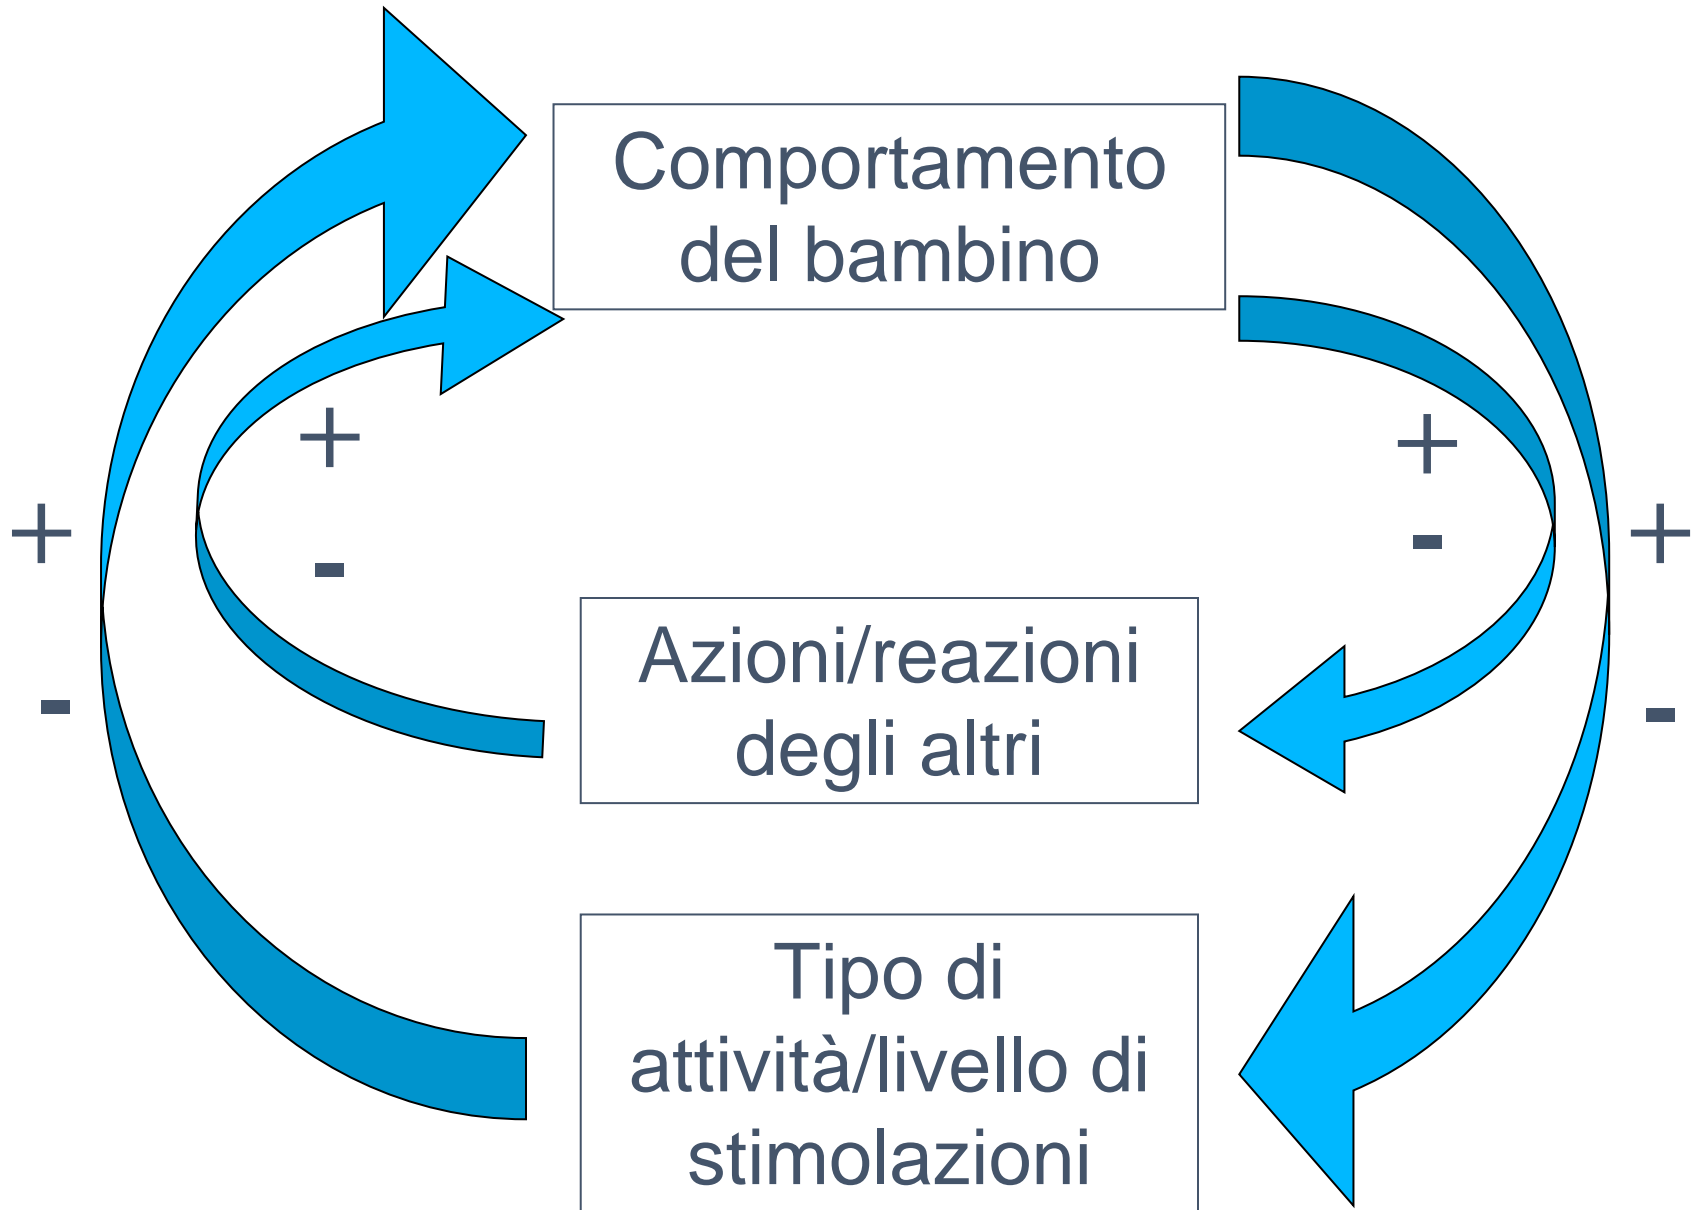 Comportamento
del bambino
+
-
+
-
+
-
+
-
Azioni/reazioni
degli altri
Tipo di
attività/livello di
stimolazioni